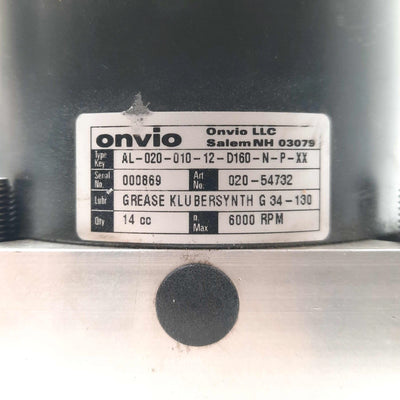 onvio
Onvio LLC
Salem NH 03079
Type Key AL-020-010-12-D160-N-P-XX
Serial No. 000869 Art No: 020-54732
Lubr GREASE KLUBERSYNTH G 34-130
Qty 14 cc n, Max 6000 RPM